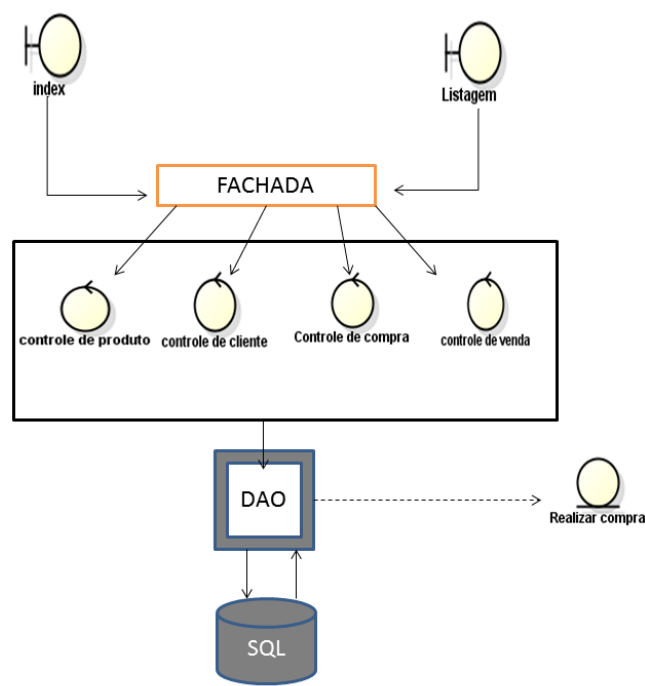 index
Listagem
FACHADA
controle de produto
controle de cliente
Controle de compra
controle de venda
DAO
Realizar compra
SQL